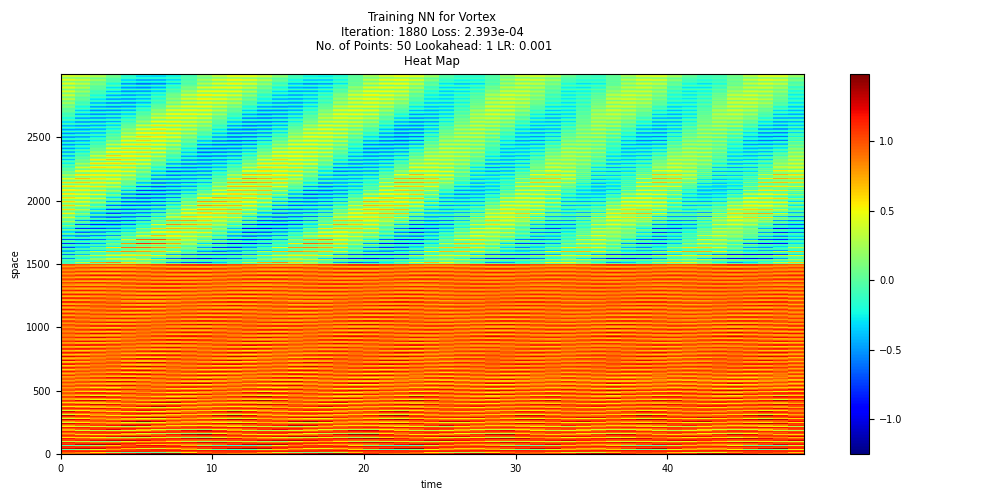 Training NN for Vortex
Iteration: 1880 Loss: 2.393e-04
No. of Points: 50 Lookahead: 1 LR: 0.001
Heat Map
2500
2000
1500
1000
500
0
space
0 10 20 30 40
time
1.0
0.5
0.0
−0.5
−1.0